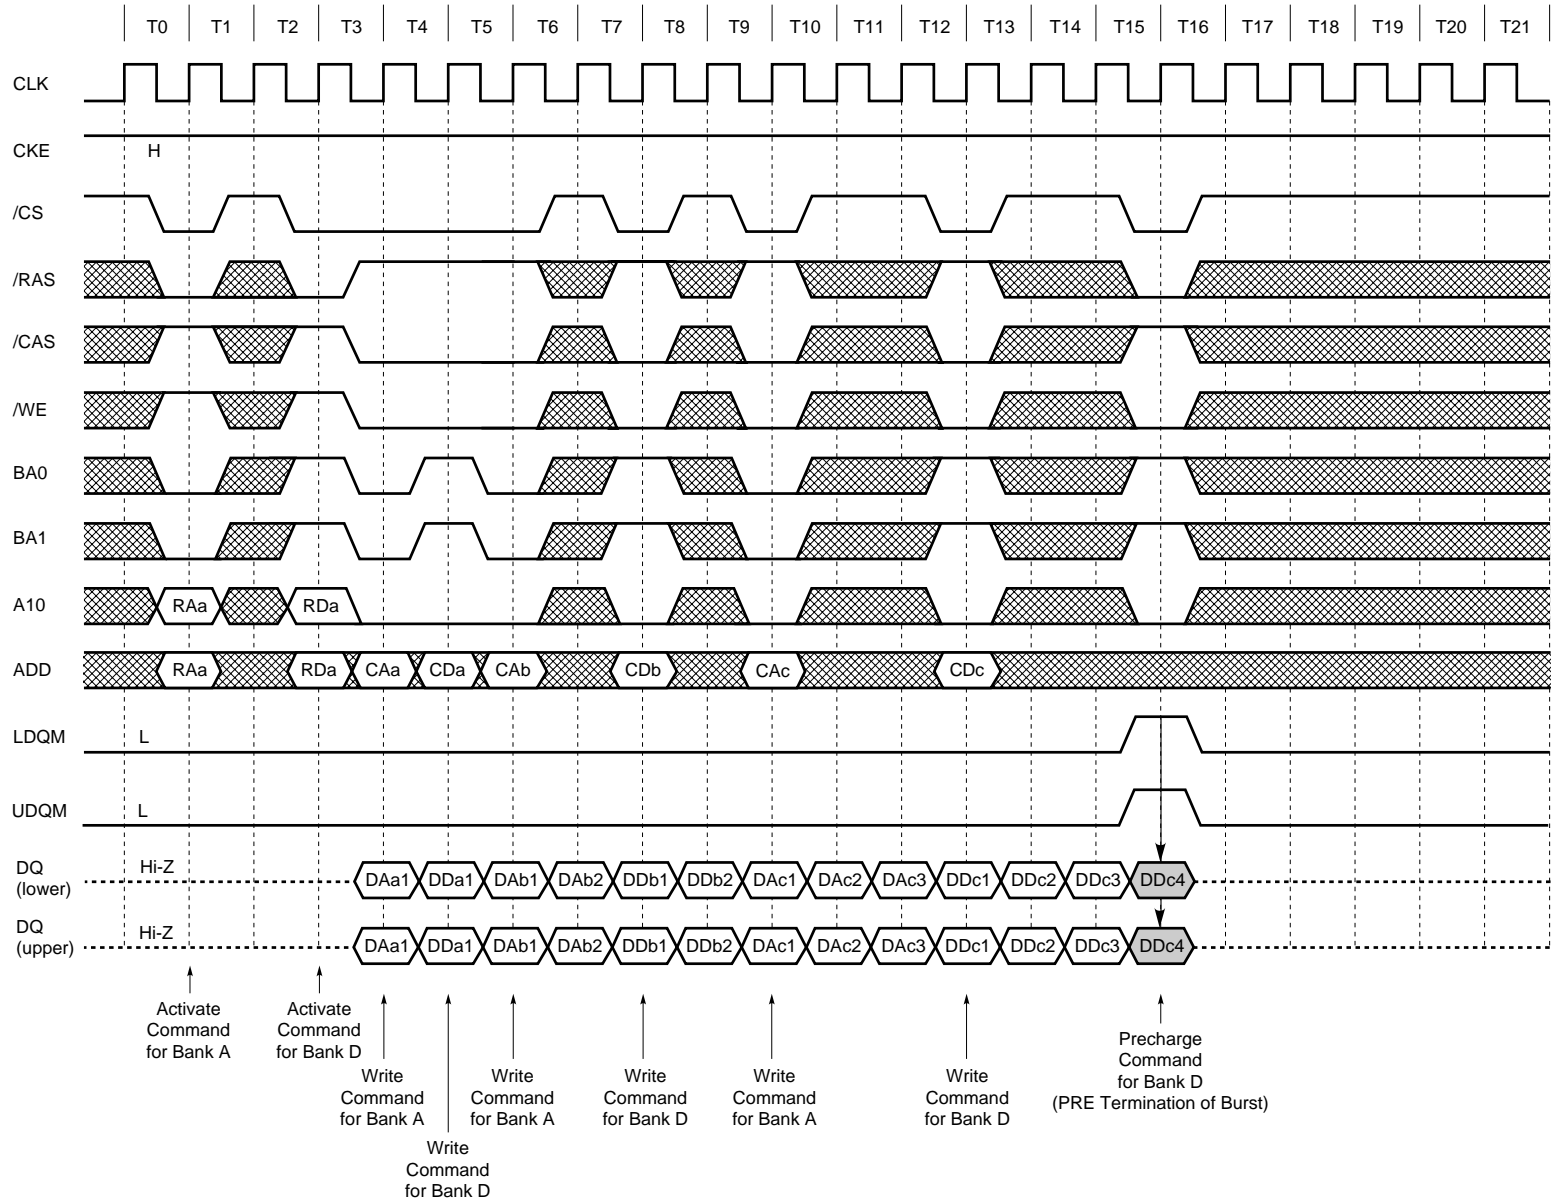 T0 T1 T2 T3 T4 T5 T6 T7 T8 T9 T10 T11 T12 T13 T14 T15 T16 T17 T18 T19 T20 T21
CLK
CKE H
/CS
/RAS
/CAS
/WE
BA0
BA1
A10 RAa RDa
ADD RAa RDa CAa CDa CAb CDb CAc CDc
LDQM L
UDQM L
DQ
(lower)
Hi-Z DAa1 DDa1 DAb1 DAb2 DDb1 DDb2 DAc1 DAc2 DAc3 DDc1 DDc2 DDc3 DDc4
DQ
(upper)
Hi-Z DAa1 DDa1 DAb1 DAb2 DDb1 DDb2 DAc1 DAc2 DAc3 DDc1 DDc2 DDc3 DDc4
Activate
Command
for Bank A
Activate
Command
for Bank D
Write
Command
for Bank A
Write
Command
for Bank D
Write
Command
for Bank A
Write
Command
for Bank D
Write
Command
for Bank A
Write
Command
for Bank D
Precharge
Command
for Bank D
(PRE Termination of Burst)